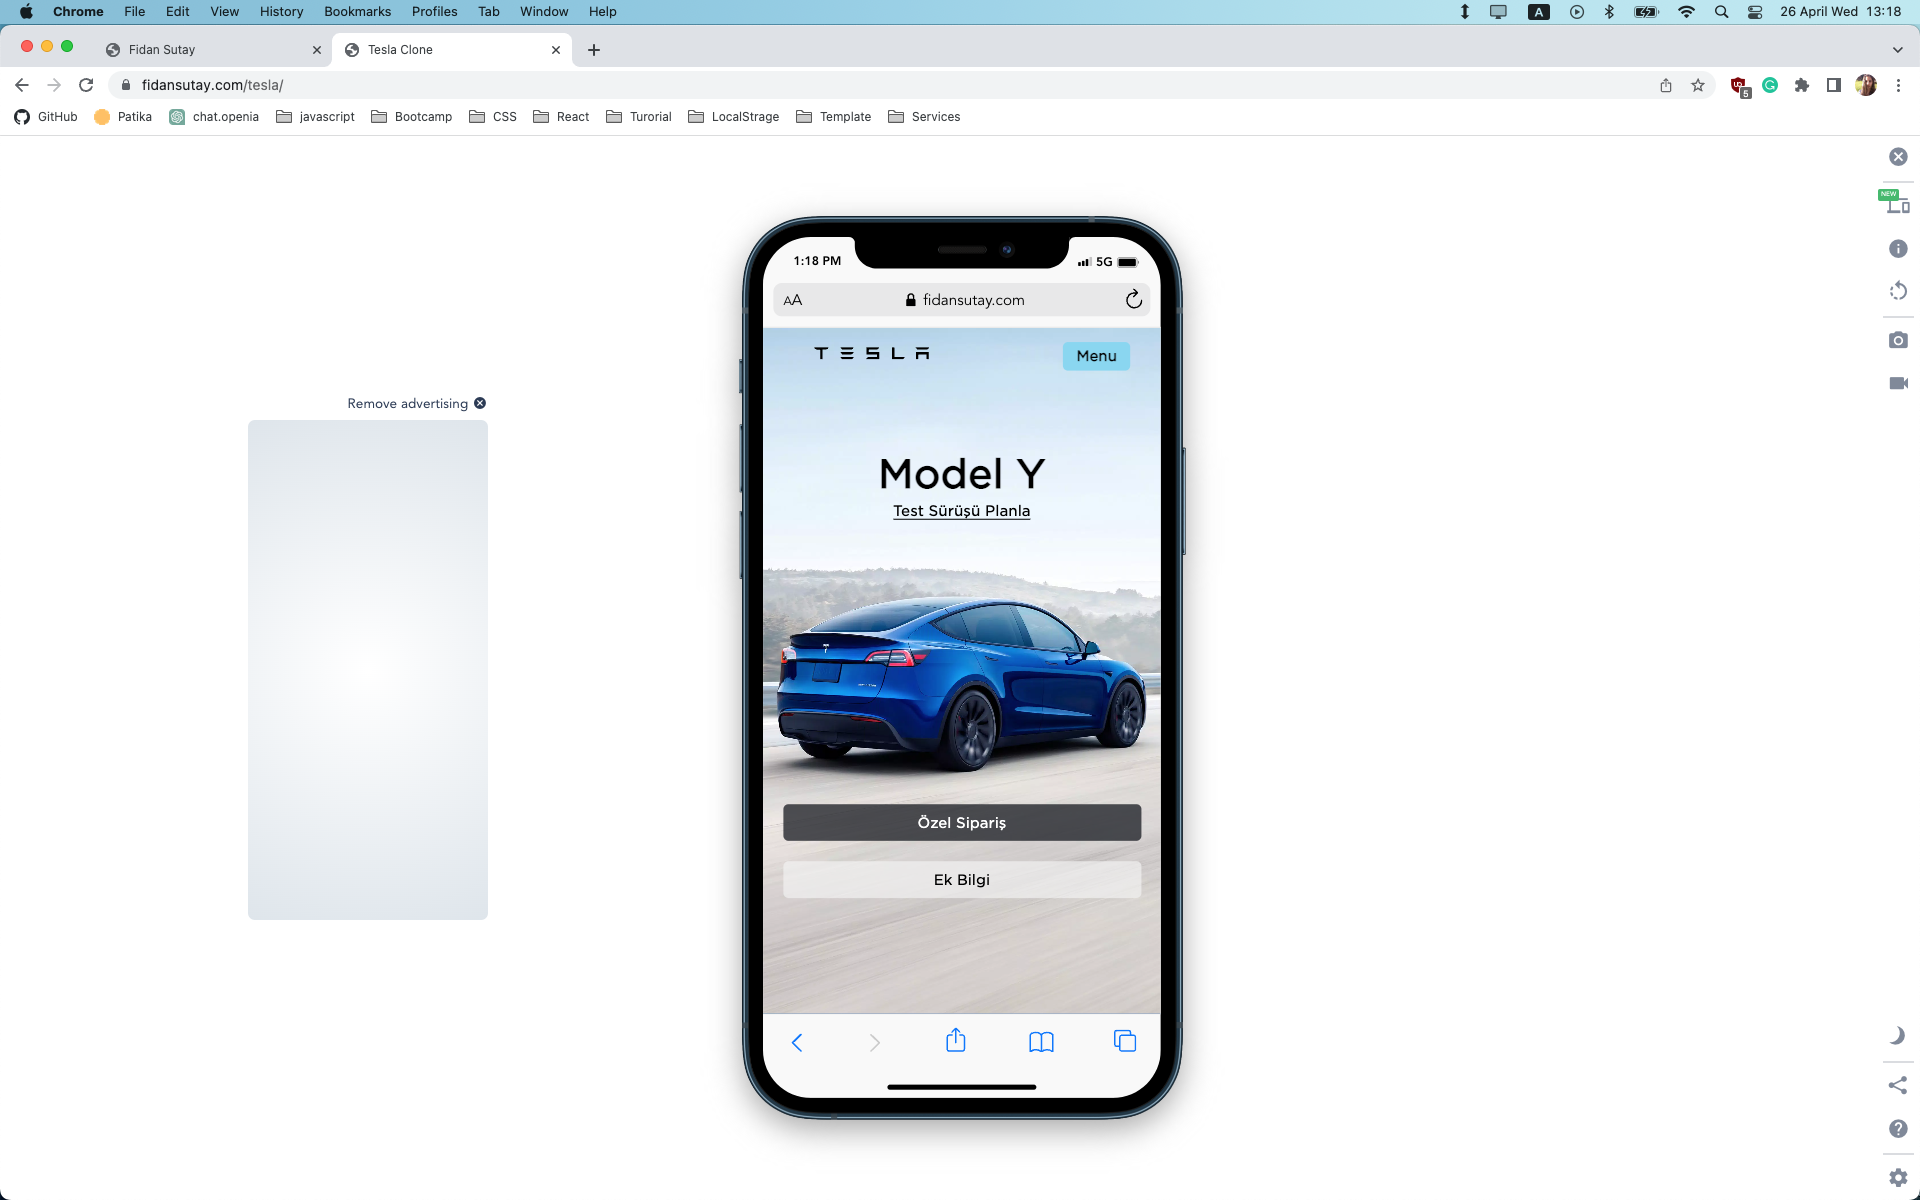 Chrome File Edit View History Bookmarks Profiles Tab Window Help A 26 April Wed 13:18
Fidan Sutay Tesla Clone
fidansutay.com/tesla/ 5
GitHub Patika chat.openia javascript Bootcamp CSS React Turorial LocalStrage Template Services
NEW
1:18 PM 5G
AA fidansutay.com
TESLA Menu
Remove advertising
Model Y
Test Sürüşü Planla
Özel Sipariş
Ek Bilgi